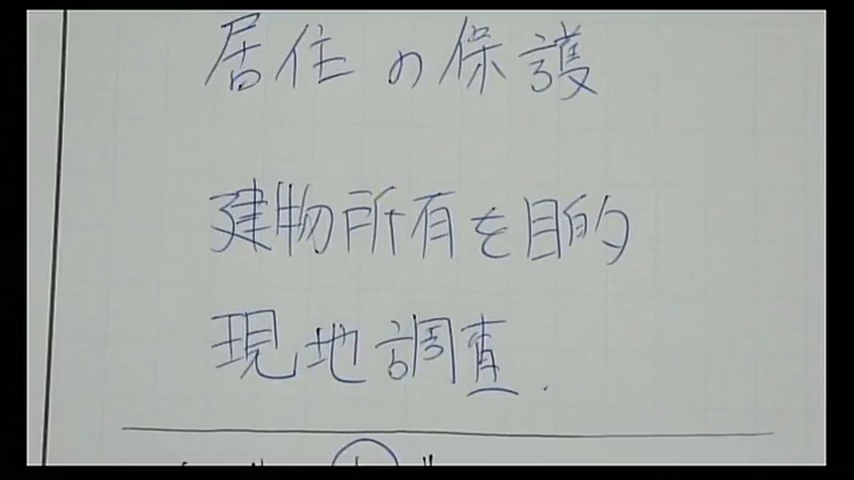 居住の保護
建物所有を目的
現地調査.